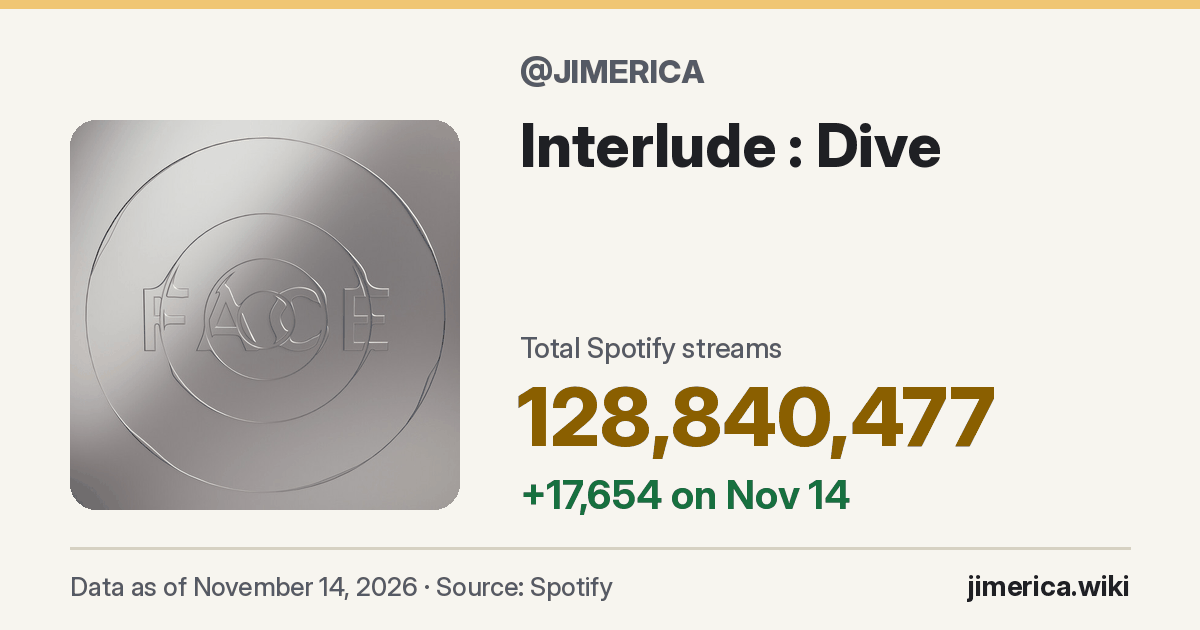 @JIMERICA
Interlude : Dive
FACE
Total Spotify streams
128,840,477
+17,654 on Nov 14
Data as of November 14, 2026 · Source: Spotify
jimerica.wiki